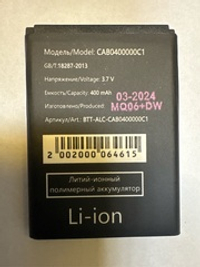 Модель/Model: CAB0400000C1
GB/T:18287-2013
Напряжение/Voltage: 3.7 V
Емкость/Capacity: 400 mAh
03-2024
Изготовлено/Produced:
MQ06+DW
Артикул/Art.: BTT-ALC-CAB0400000C1
2 002000 064615
Литий-ионный
полимерный аккумулятор
Li-ion